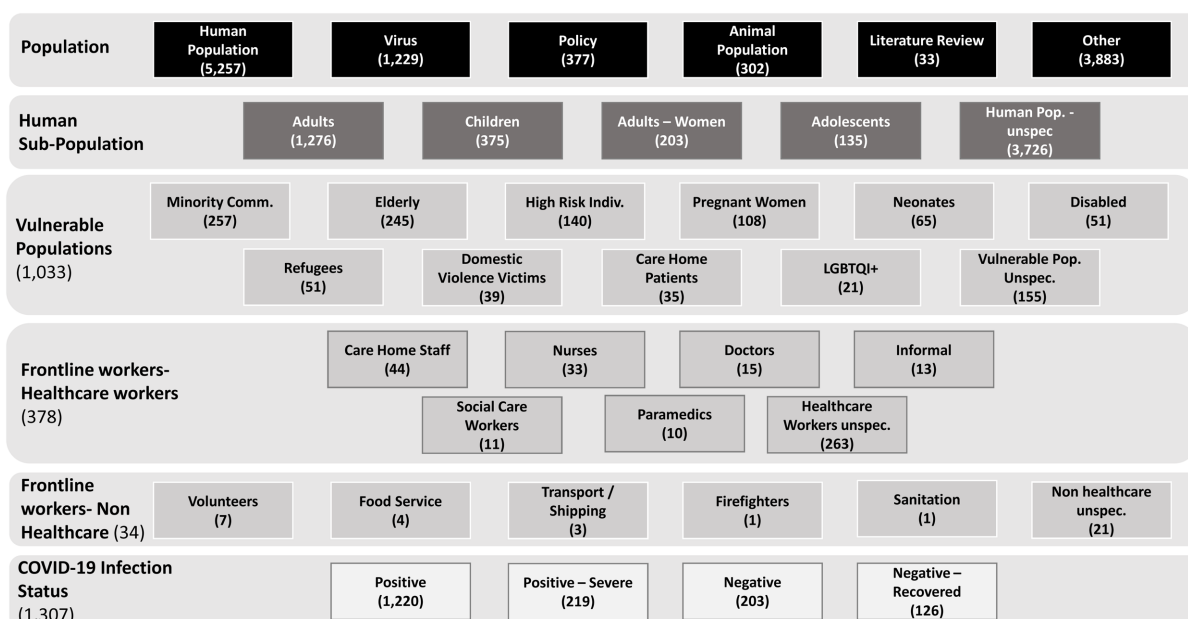 Population
Human
Population
(5,257)
Virus
(1,229)
Policy
(377)
Animal
Population
(302)
Literature Review
(33)
Other
(3,883)
Human
Sub-Population
Adults
(1,276)
Children
(375)
Adults – Women
(203)
Adolescents
(135)
Human Pop. -
unspec
(3,726)
Vulnerable
Populations
(1,033)
Minority Comm.
(257)
Elderly
(245)
High Risk Indiv.
(140)
Pregnant Women
(108)
Neonates
(65)
Disabled
(51)
Refugees
(51)
Domestic
Violence Victims
(39)
Care Home
Patients
(35)
LGBTQI+
(21)
Vulnerable Pop.
Unspec.
(155)
Frontline workers-
Healthcare workers
(378)
Care Home Staff
(44)
Nurses
(33)
Doctors
(15)
Informal
(13)
Social Care
Workers
(11)
Paramedics
(10)
Healthcare
Workers unspec.
(263)
Frontline
workers- Non
Healthcare (34)
Volunteers
(7)
Food Service
(4)
Transport /
Shipping
(3)
Firefighters
(1)
Sanitation
(1)
Non healthcare
unspec.
(21)
COVID-19 Infection
Status
(1,307)
Positive
(1,220)
Positive – Severe
(219)
Negative
(203)
Negative –
Recovered
(126)